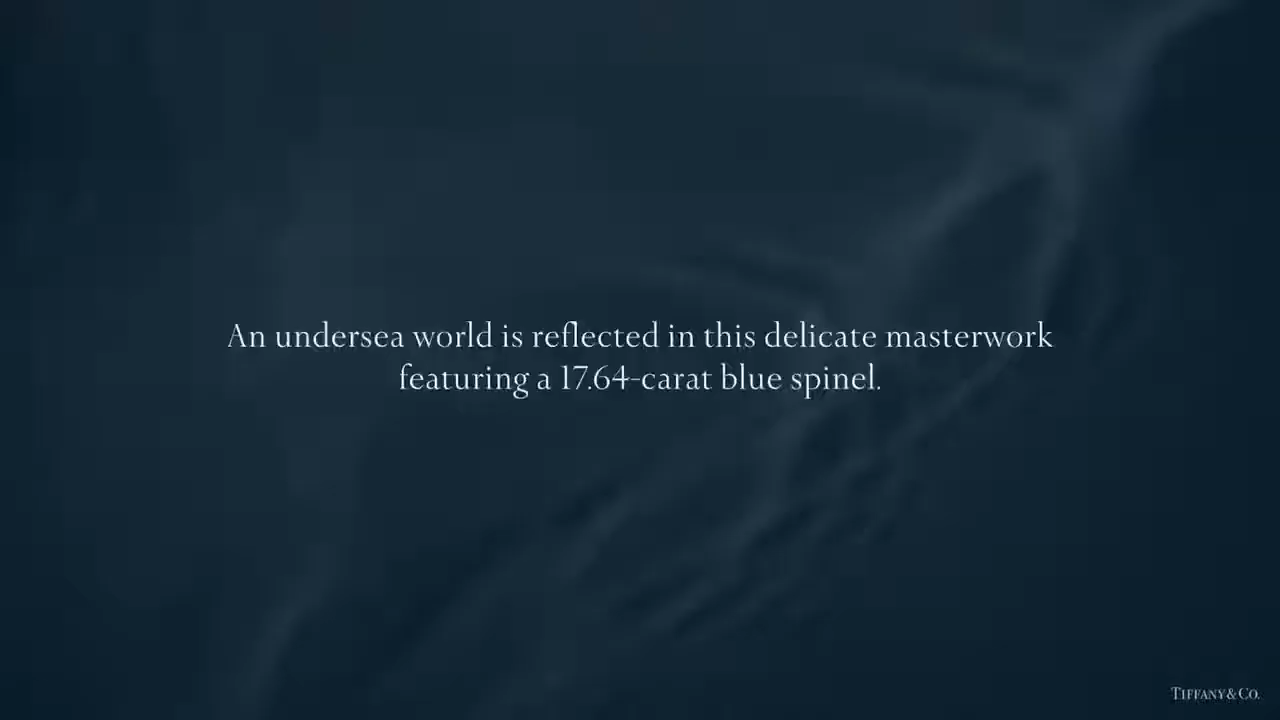 An undersea world is reflected in this delicate masterwork
featuring a 17.64-carat blue spinel.
TIFFANY & CO.